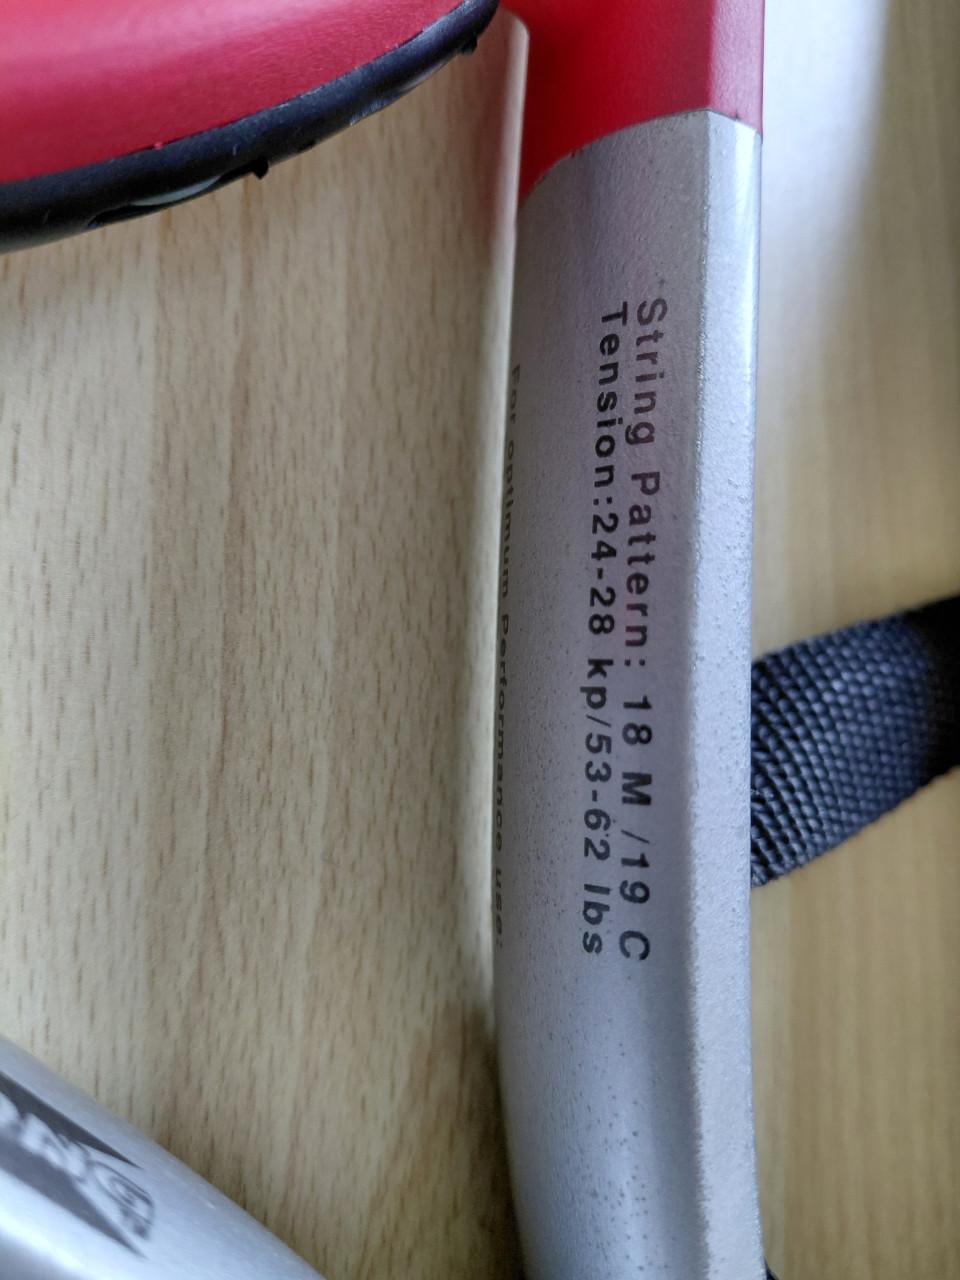 String Pattern: 18 M /19 C
Tension:24-28 kp/53-62 lbs
For optimum Performance use: